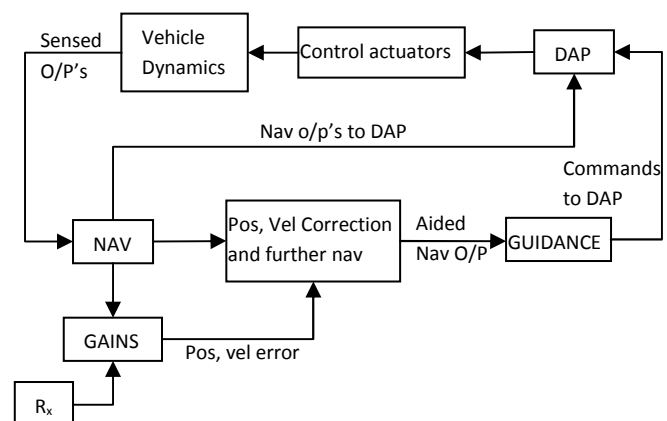 Sensed
O/P's
Vehicle
Dynamics
Control actuators
DAP
Nav o/p's to DAP
Commands
to DAP
NAV
Pos, Vel Correction
and further nav
Aided
Nav O/P
GUIDANCE
GAINS
Pos, vel error
Rₓ